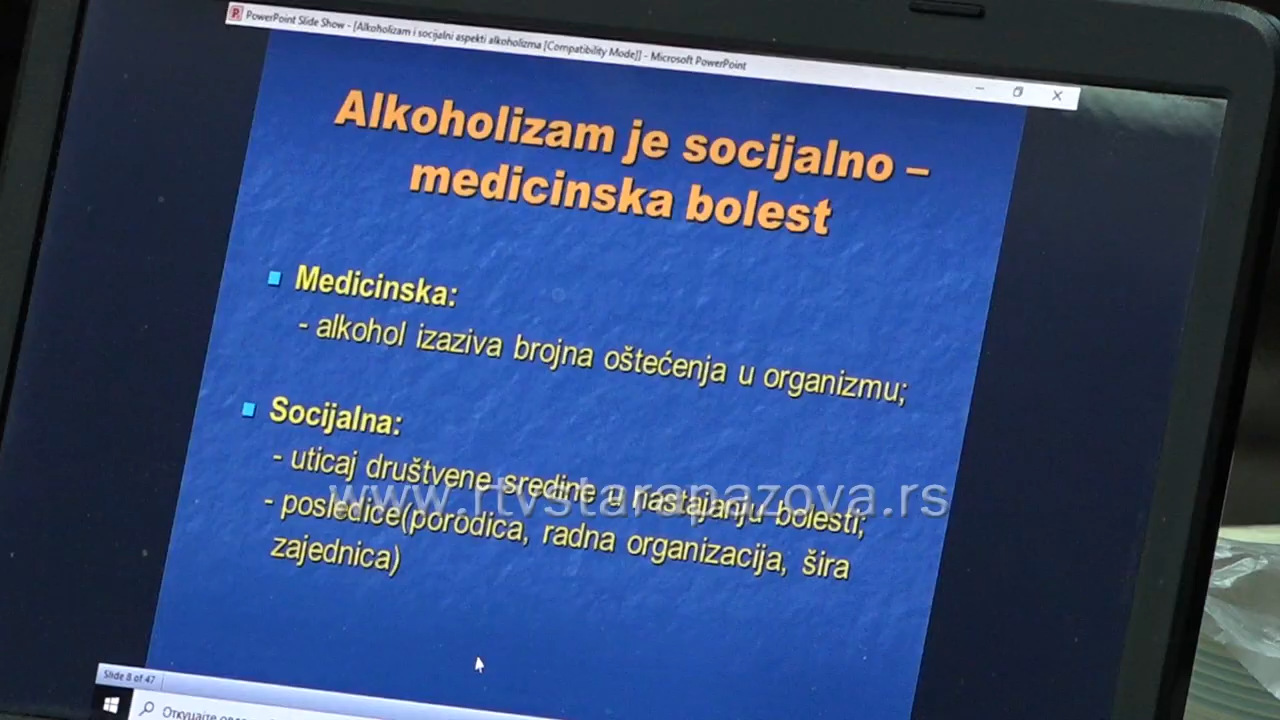 PowerPoint Slide Show - [Alkoholizam i socijalni aspekti alkoholizma [Compatibility Mode]] - Microsoft PowerPoint
Alkoholizam je socijalno –
medicinska bolest
Medicinska:
- alkohol izaziva brojna oštećenja u organizmu;
Socijalna:
- uticaj društvene sredine u nastajanju bolesti;
www.rtvstarapazova.rs
- posledice(porodica, radna organizacija, šira
zajednica)
Slide 8 of 47
Откуцајте